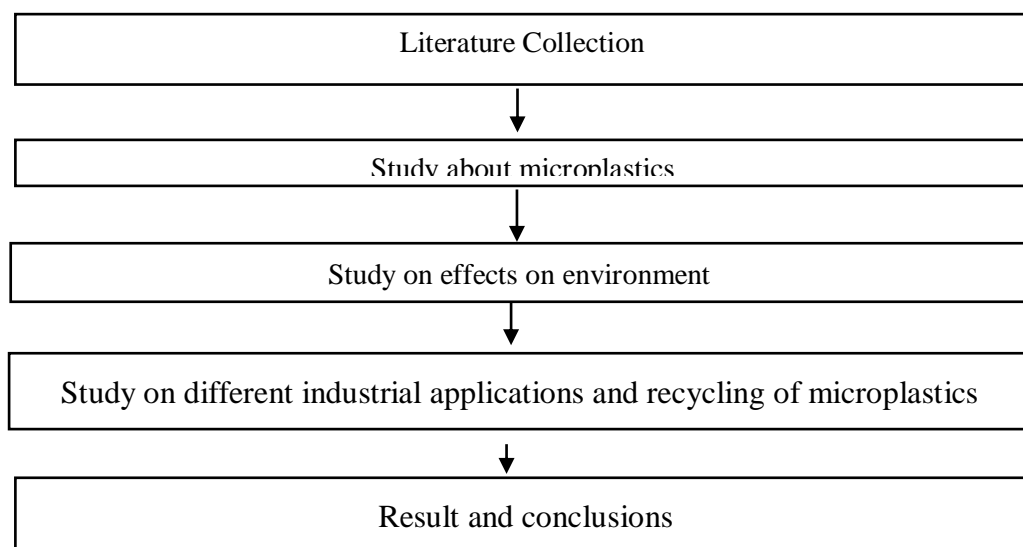 Literature Collection
Study about microplastics
Study on effects on environment
Study on different industrial applications and recycling of microplastics
Result and conclusions